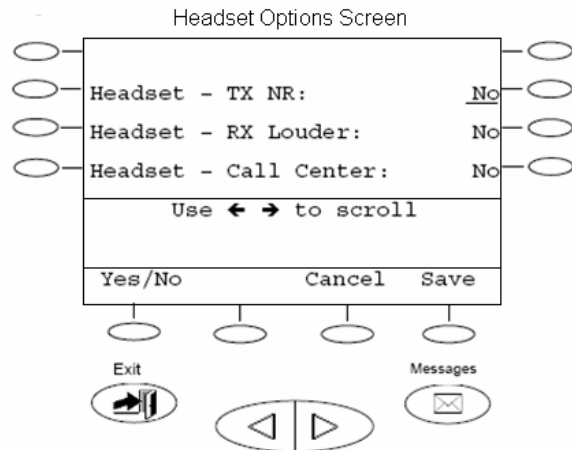 Headset Options Screen
Headset - TX NR: No
Headset - RX Louder: No
Headset - Call Center: No
Use ← → to scroll
Yes/No Cancel Save
Exit Messages